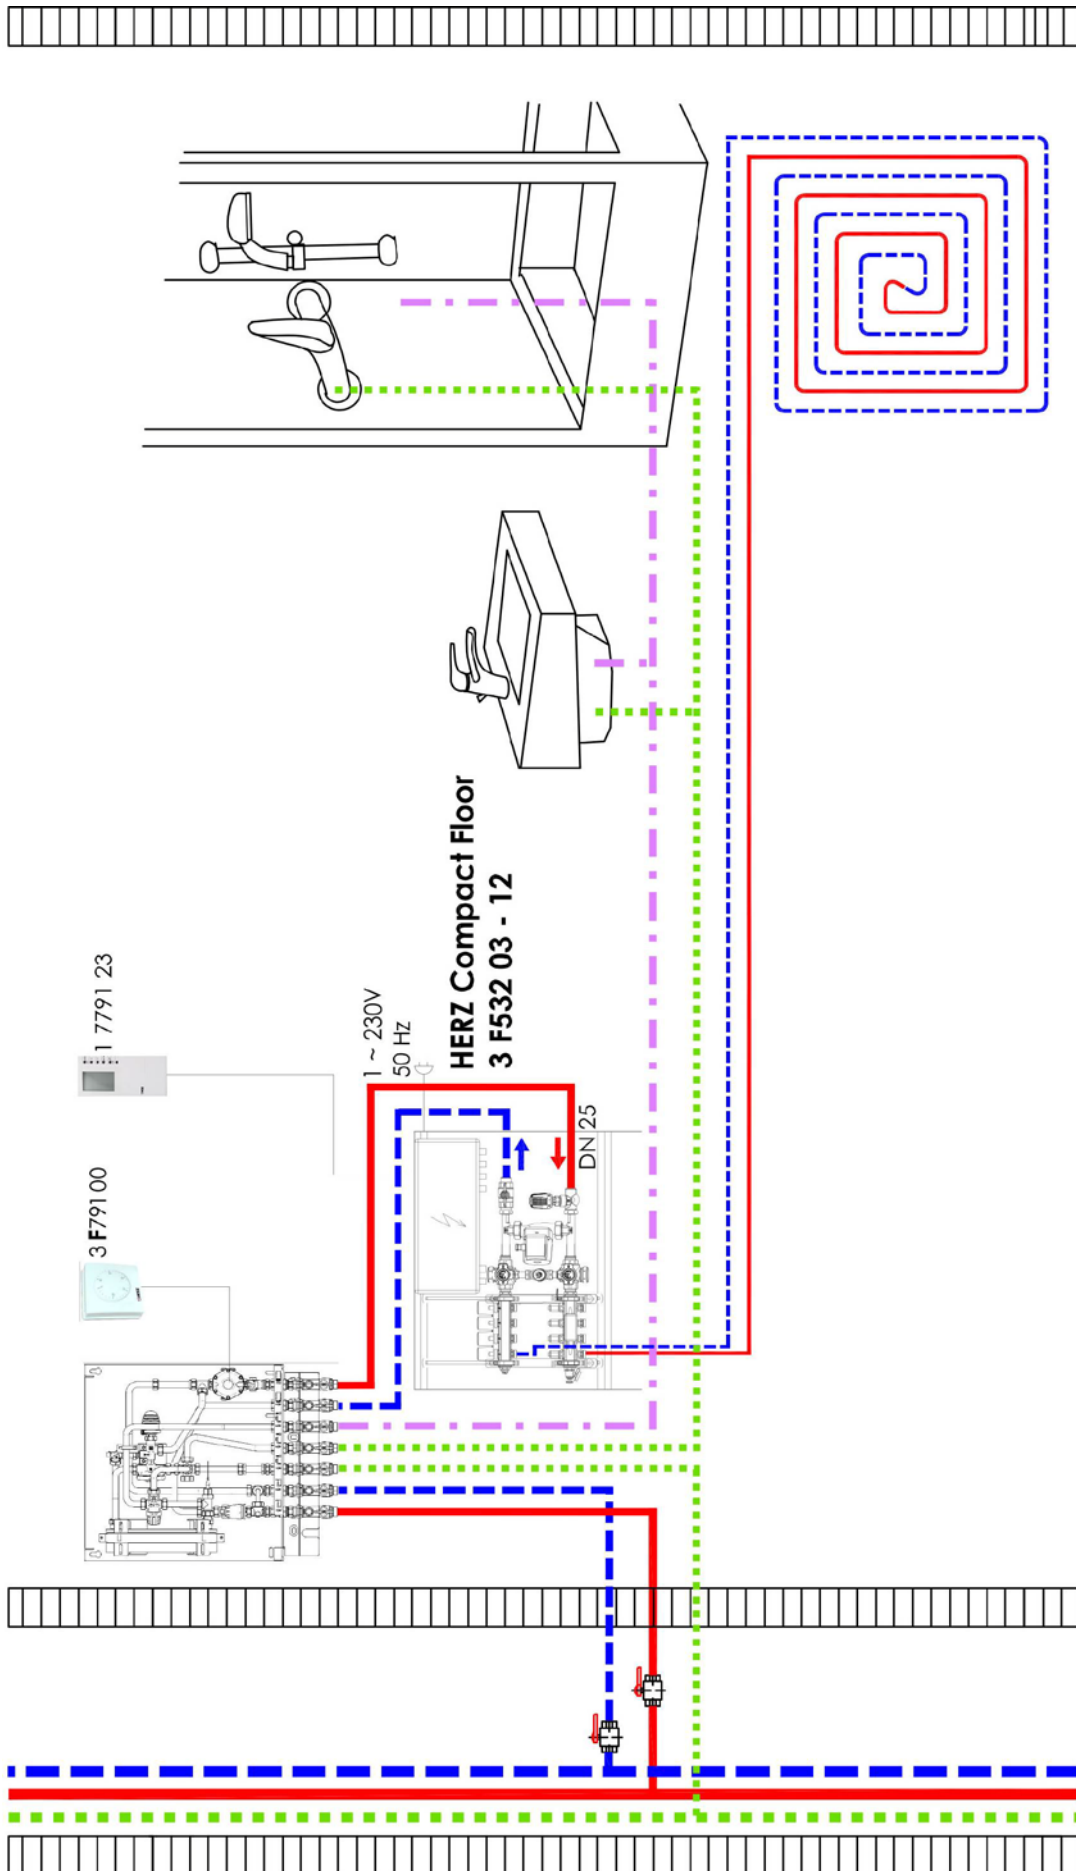 1 7791 23
3 F791 00
1 ~ 230V
50 Hz
HERZ Compact Floor
3 F532 03 - 12
DN 25